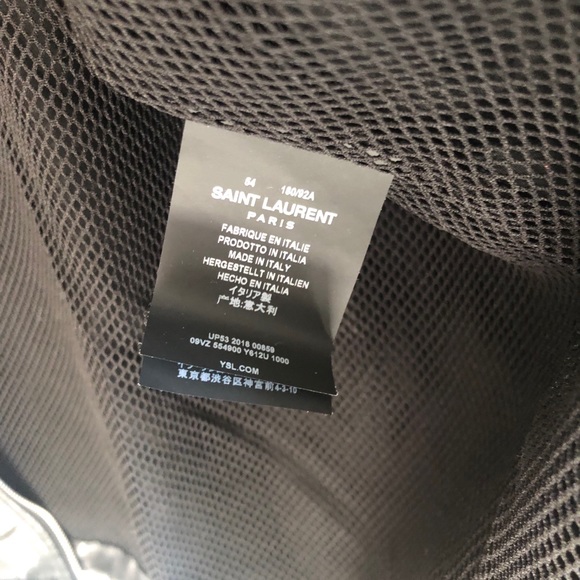 54 180/92A
SAINT LAURENT
PARIS
FABRIQUE EN ITALIE
PRODOTTO IN ITALIA
MADE IN ITALY
HERGESTELLT IN ITALIEN
HECHO EN ITALIA
イタリア製
产地:意大利
UP53 2018 00659
09VZ 554900 Y612U 1000
YSL.COM
東京都渋谷区神宮前4-3-10